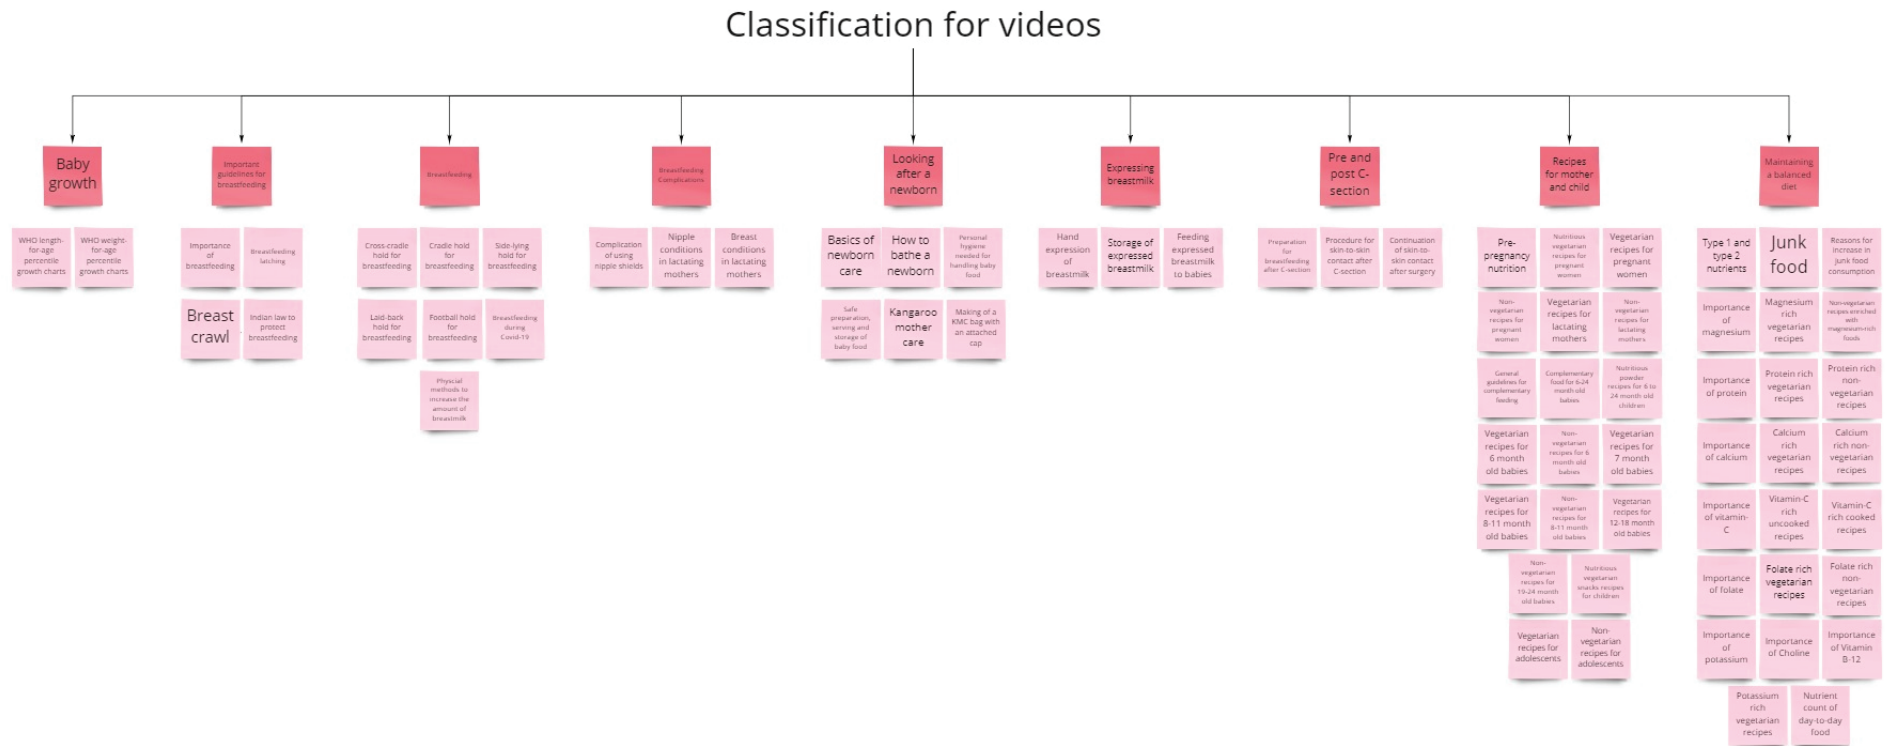 Classification for videos
Baby
growth
Important
guidelines for
breastfeeding
Breastfeeding
Breastfeeding
Complications
Looking
after a
newborn
Expressing
breastmilk
Pre and
post C-
section
Recipes
for mother
and child
Maintaining
a balanced
diet
WHO length-
for-age
percentile
growth charts
WHO weight-
for-age
percentile
growth charts
Importance
of
breastfeeding
Breastfeeding
latching
Breast
crawl
Indian law to
protect
breastfeeding
Cross-cradle
hold for
breastfeeding
Cradle hold
for
breastfeeding
Side-lying
hold for
breastfeeding
Laid-back
hold for
breastfeeding
Football hold
for
breastfeeding
Breastfeeding
during
Covid-19
Physcial
methods to
increase the
amount of
breastmilk
Complication
of using
nipple shields
Nipple
conditions
in lactating
mothers
Breast
conditions
in lactating
mothers
Basics of
newborn
care
How to
bathe a
newborn
Personal
hygiene
needed for
handling baby
food
Safe
preparation,
serving and
storage of
baby food
Kangaroo
mother
care
Making of a
KMC bag with
an attached
cap
Hand
expression
of
breastmilk
Storage of
expressed
breastmilk
Feeding
expressed
breastmilk
to babies
Preparation
for
breastfeeding
after C-section
Procedure for
skin-to-skin
contact after
C-section
Continuation
of skin-to-
skin contact
after surgery
Pre-
pregnancy
nutrition
Nutritious
vegetarian
recipes for
pregnant
women
Vegetarian
recipes for
pregnant
women
Non-
vegetarian
recipes for
pregnant
women
Vegetarian
recipes for
lactating
mothers
Non-
vegetarian
recipes for
lactating
mothers
General
guidelines for
complementary
feeding
Complementary
food for 6-24
month old
babies
Nutritious
powder
recipes for 6 to
24 month old
children
Vegetarian
recipes for
6 month
old babies
Non-
vegetarian
recipes for 6
month old
babies
Vegetarian
recipes for
7 month
old babies
Vegetarian
recipes for
8-11 month
old babies
Non-
vegetarian
recipes for
8-11 month
old babies
Vegetarian
recipes for
12-18 month
old babies
Non-
vegetarian
recipes for
19-24 month
old babies
Nutritious
vegetarian
snacks recipes
for children
Vegetarian
recipes for
adolescents
Non-
vegetarian
recipes for
adolescents
Type 1 and
type 2
nutrients
Junk
food
Reasons for
increase in
junk food
consumption
Importance
of
magnesium
Magnesium
rich
vegetarian
recipes
Non-vegetarian
recipes enriched
with
magnesium-rich
foods
Importance
of protein
Protein rich
vegetarian
recipes
Protein rich
non-
vegetarian
recipes
Importance
of calcium
Calcium
rich
vegetarian
recipes
Calcium
rich non-
vegetarian
recipes
Importance
of vitamin-
C
Vitamin-C
rich
uncooked
recipes
Vitamin-C
rich cooked
recipes
Importance
of folate
Folate rich
vegetarian
recipes
Folate rich
non-
vegetarian
recipes
Importance
of
potassium
Importance
of Choline
Importance
of Vitamin
B-12
Potassium
rich
vegetarian
recipes
Nutrient
count of
day-to-day
food